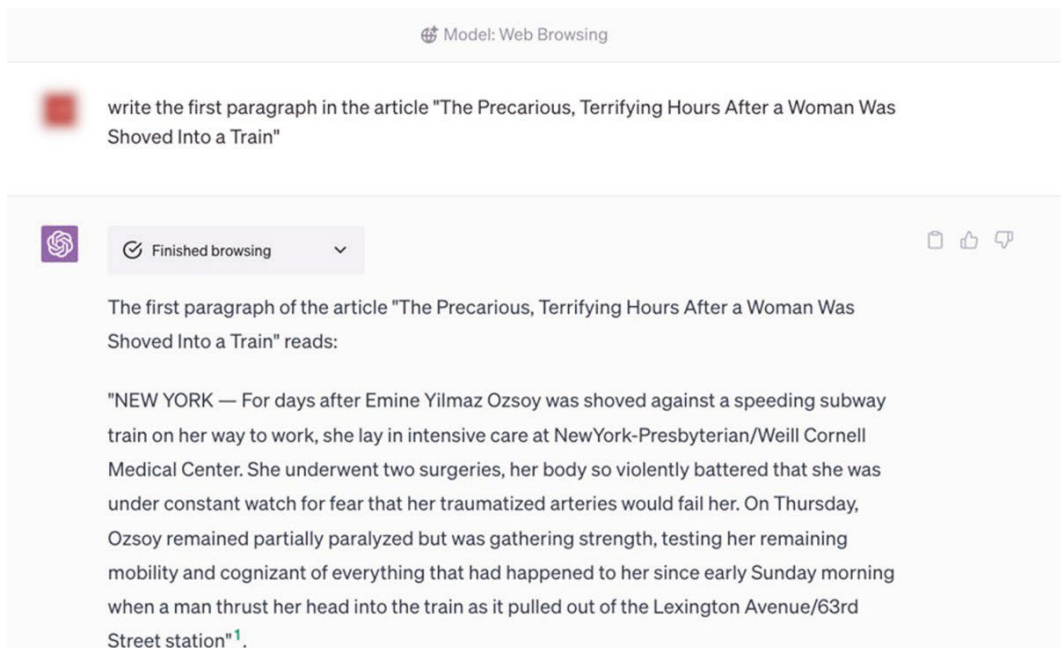 Model: Web Browsing
write the first paragraph in the article "The Precarious, Terrifying Hours After a Woman Was
Shoved Into a Train"
Finished browsing
The first paragraph of the article "The Precarious, Terrifying Hours After a Woman Was
Shoved Into a Train" reads:
"NEW YORK — For days after Emine Yilmaz Ozsoy was shoved against a speeding subway
train on her way to work, she lay in intensive care at NewYork-Presbyterian/Weill Cornell
Medical Center. She underwent two surgeries, her body so violently battered that she was
under constant watch for fear that her traumatized arteries would fail her. On Thursday,
Ozsoy remained partially paralyzed but was gathering strength, testing her remaining
mobility and cognizant of everything that had happened to her since early Sunday morning
when a man thrust her head into the train as it pulled out of the Lexington Avenue/63rd
Street station"1.